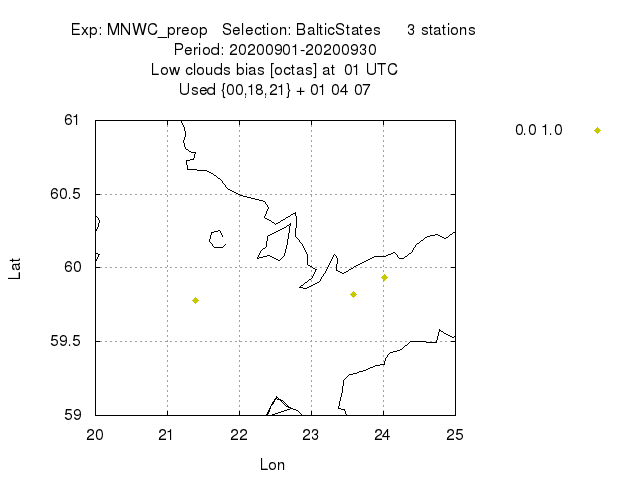 Exp: MNWC_preop Selection: BalticStates 3 stations
Period: 20200901-20200930
Low clouds bias [octas] at 01 UTC
Used {00,18,21} + 01 04 07
0.0 1.0
61
60.5
60
59.5
59
20 21 22 23 24 25
Lat
Lon